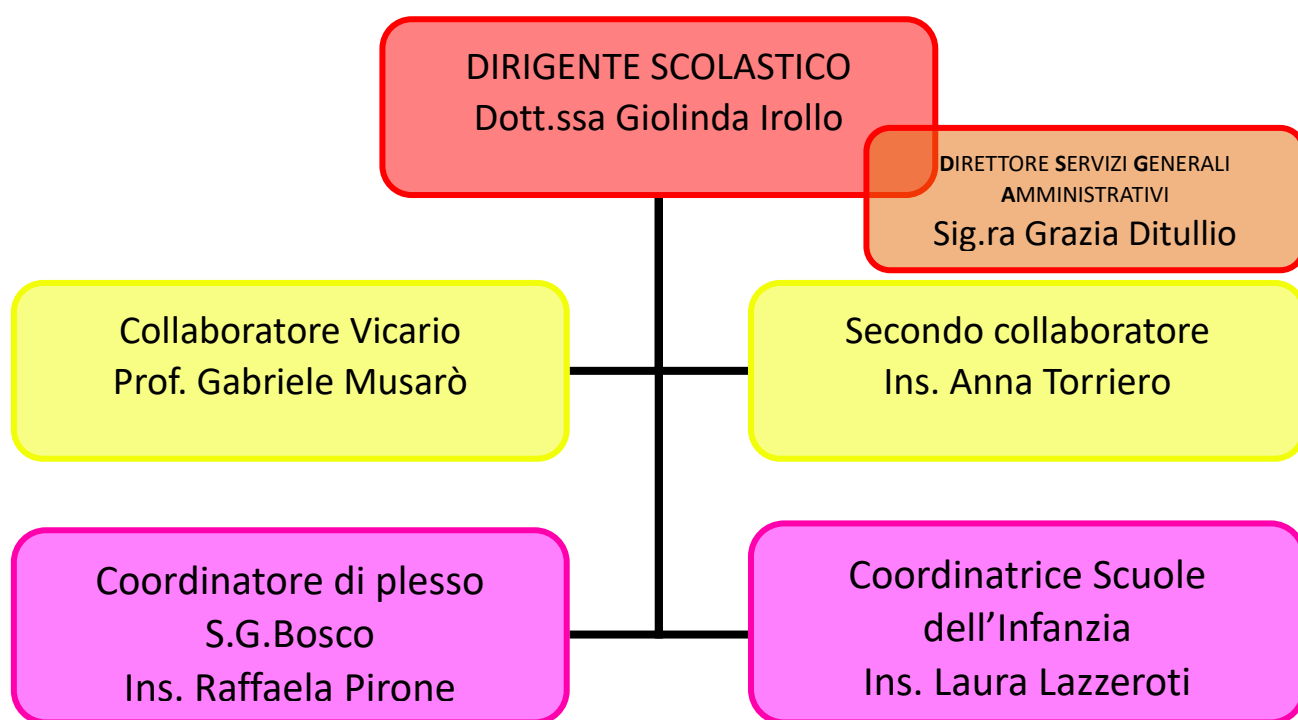 DIRIGENTE SCOLASTICO
Dott.ssa Giolinda Irollo
DIRETTORE SERVIZI GENERALI
AMMINISTRATIVI
Sig.ra Grazia Ditullio
Collaboratore Vicario
Prof. Gabriele Musarò
Secondo collaboratore
Ins. Anna Torriero
Coordinatore di plesso
S.G.Bosco
Ins. Raffaela Pirone
Coordinatrice Scuole
dell’Infanzia
Ins. Laura Lazzeroti